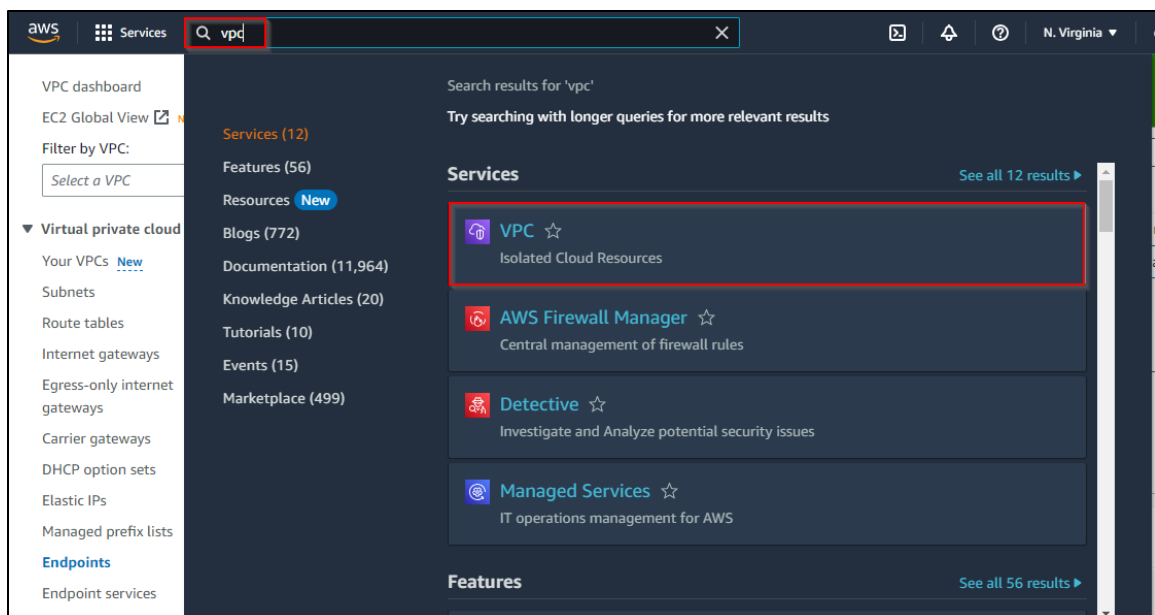 aws
Services
vpc
N. Virginia
VPC dashboard
EC2 Global View
Filter by VPC:
Select a VPC
Virtual private cloud
Your VPCs New
Subnets
Route tables
Internet gateways
Egress-only internet
gateways
Carrier gateways
DHCP option sets
Elastic IPs
Managed prefix lists
Endpoints
Endpoint services
Services (12)
Features (56)
Resources New
Blogs (772)
Documentation (11,964)
Knowledge Articles (20)
Tutorials (10)
Events (15)
Marketplace (499)
Search results for 'vpc'
Try searching with longer queries for more relevant results
Services
See all 12 results
VPC
Isolated Cloud Resources
AWS Firewall Manager
Central management of firewall rules
Detective
Investigate and Analyze potential security issues
Managed Services
IT operations management for AWS
Features
See all 56 results